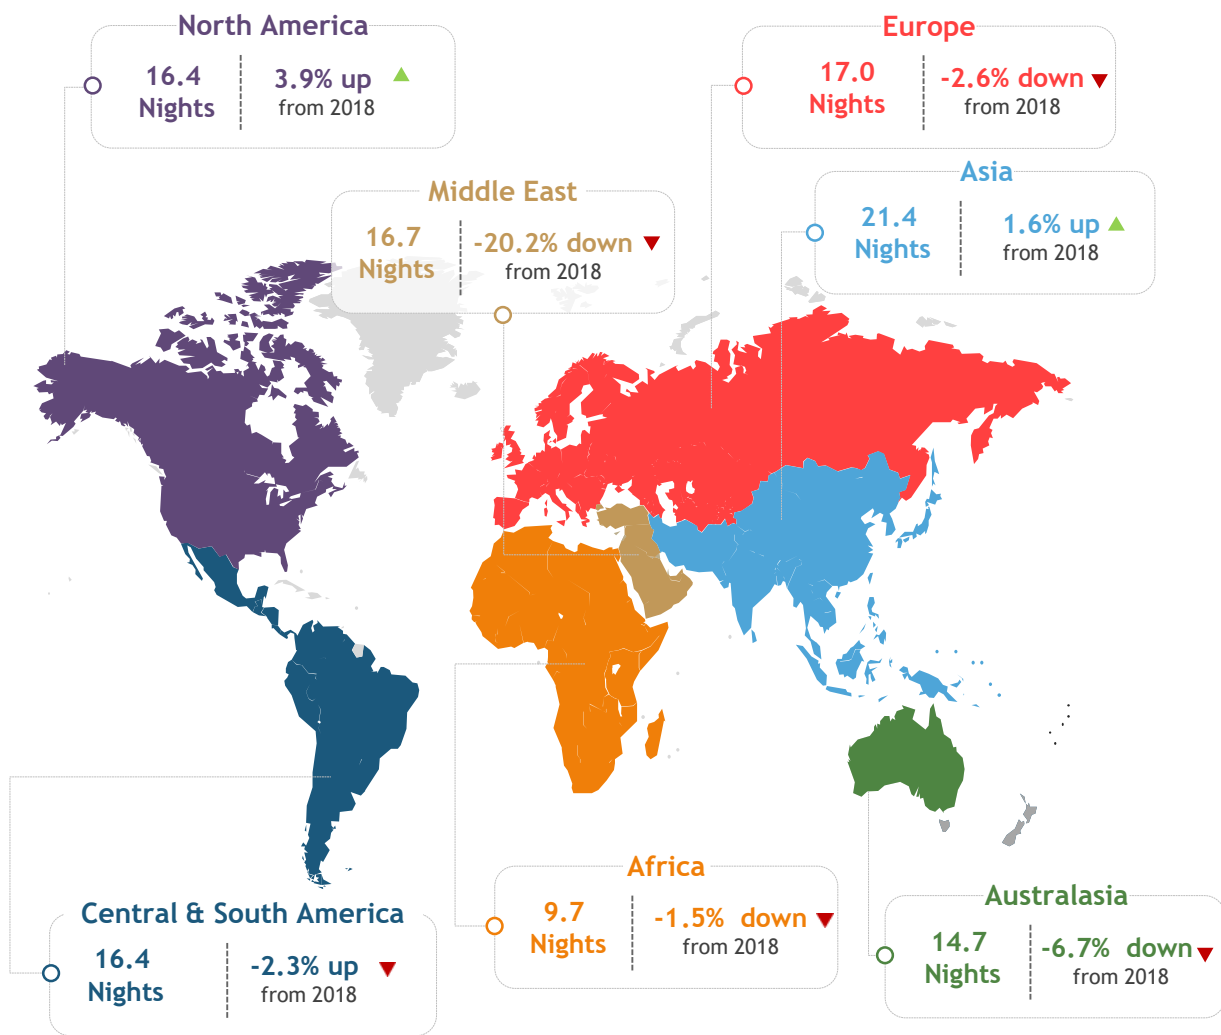 North America
16.4
Nights
3.9% up
from 2018
Europe
17.0
Nights
-2.6% down
from 2018
Middle East
16.7
Nights
-20.2% down
from 2018
Asia
21.4
Nights
1.6% up
from 2018
Central & South America
16.4
Nights
-2.3% up
from 2018
Africa
9.7
Nights
-1.5% down
from 2018
Australasia
14.7
Nights
-6.7% down
from 2018